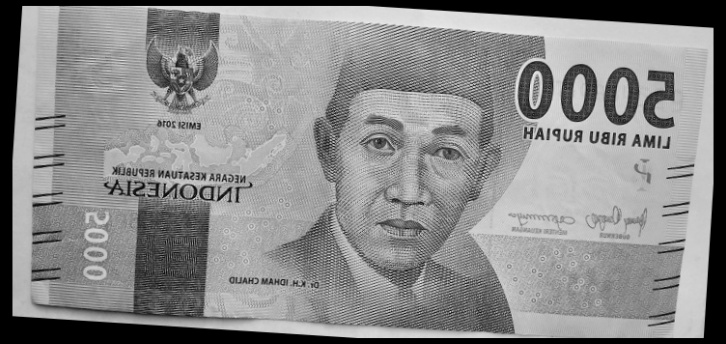 5000
LIMA RIBU RUPIAH
EMISI 2016
NEGARA KESATUAN REPUBLIK
INDONESIA
GUBERNUR
MENTERI KEUANGAN
5000
Dr. K.H. IDHAM CHALID